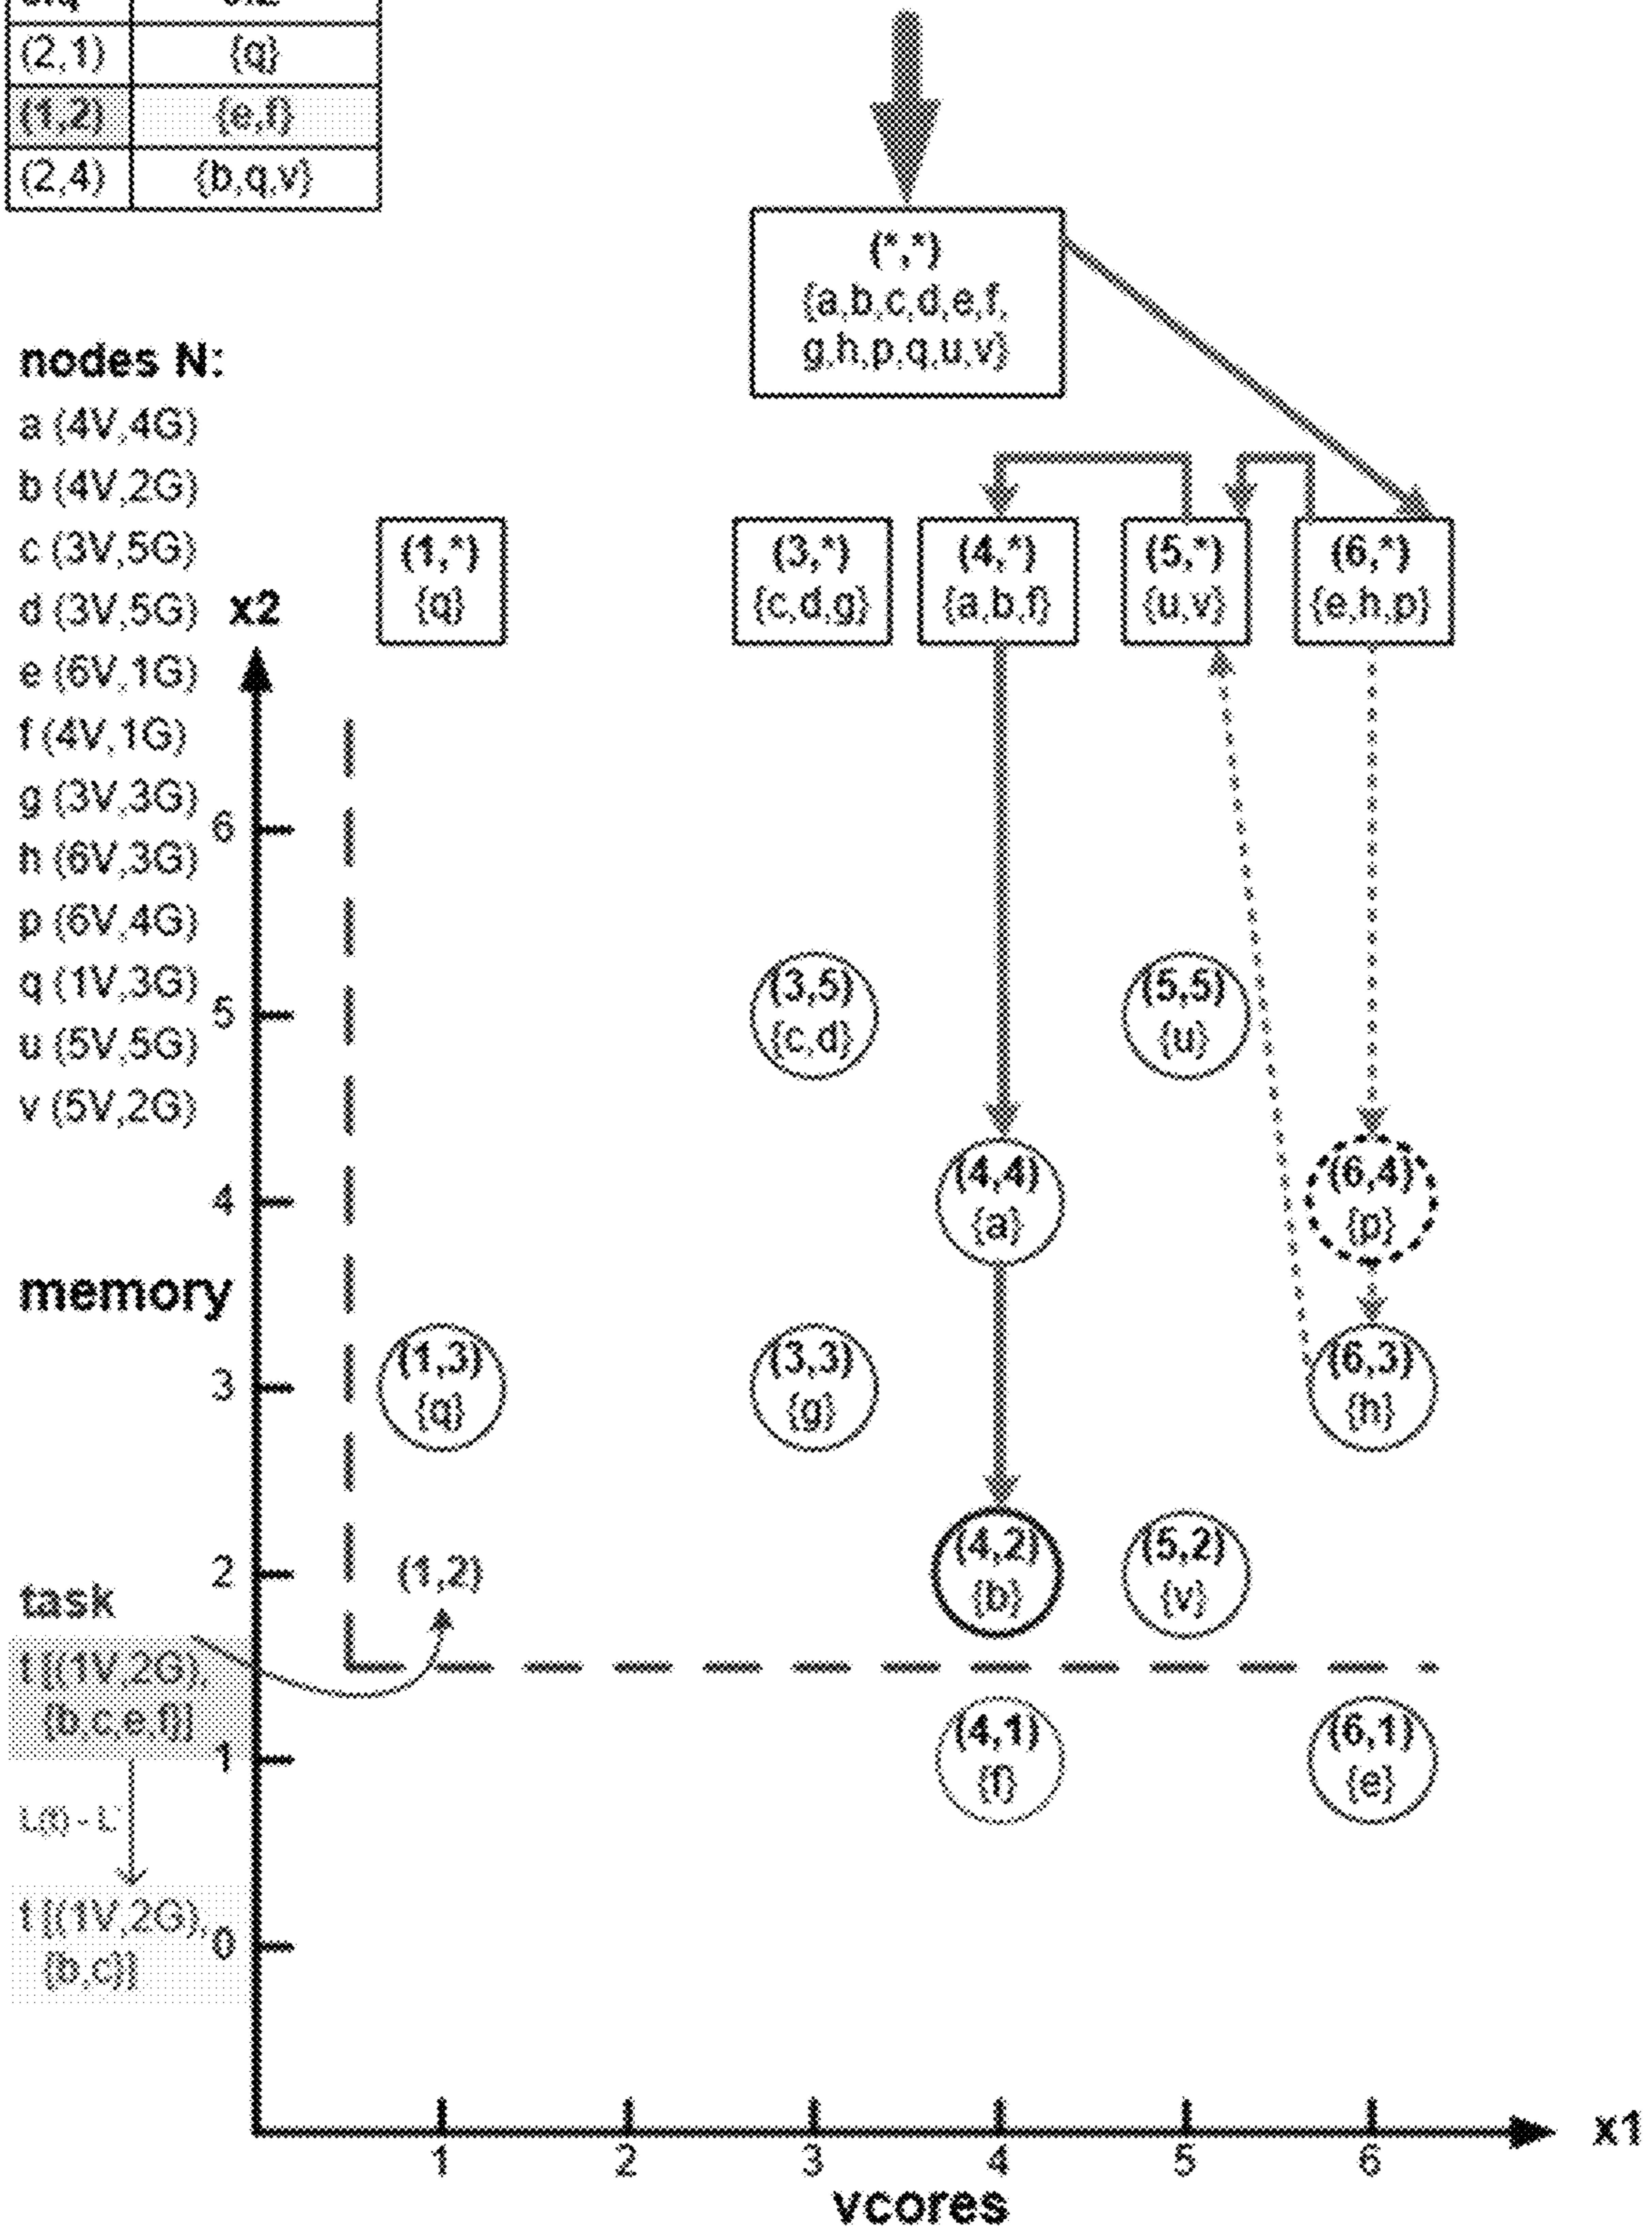 (2,1) {q}
(1,2) {e,f}
(2,4) {b,q,v}
(*,*)
{a,b,c,d,e,f,
g,h,p,q,u,v}
nodes N:
a (4V,4G)
b (4V,2G)
c (3V,5G)
d (3V,5G)
e (6V,1G)
f (4V,1G)
g (3V,3G)
h (6V,3G)
p (6V,4G)
q (1V,3G)
u (5V,5G)
v (5V,2G)
(1,*)
{q}
(3,*)
{c,d,g}
(4,*)
{a,b,f}
(5,*)
{u,v}
(6,*)
{e,h,p}
x2
6
5
4
3
2
1
0
memory
(3,5)
{c,d}
(5,5)
{u}
(4,4)
{a}
(6,4)
{p}
(1,3)
{q}
(3,3)
{g}
(6,3)
{h}
(1,2)
(4,2)
{b}
(5,2)
{v}
(4,1)
{f}
(6,1)
{e}
task
t [(1V,2G),
{b,c,e,f}]
L(t) - L'
t [(1V,2G),
{b,c}]
1 2 3 4 5 6
x1
vcores